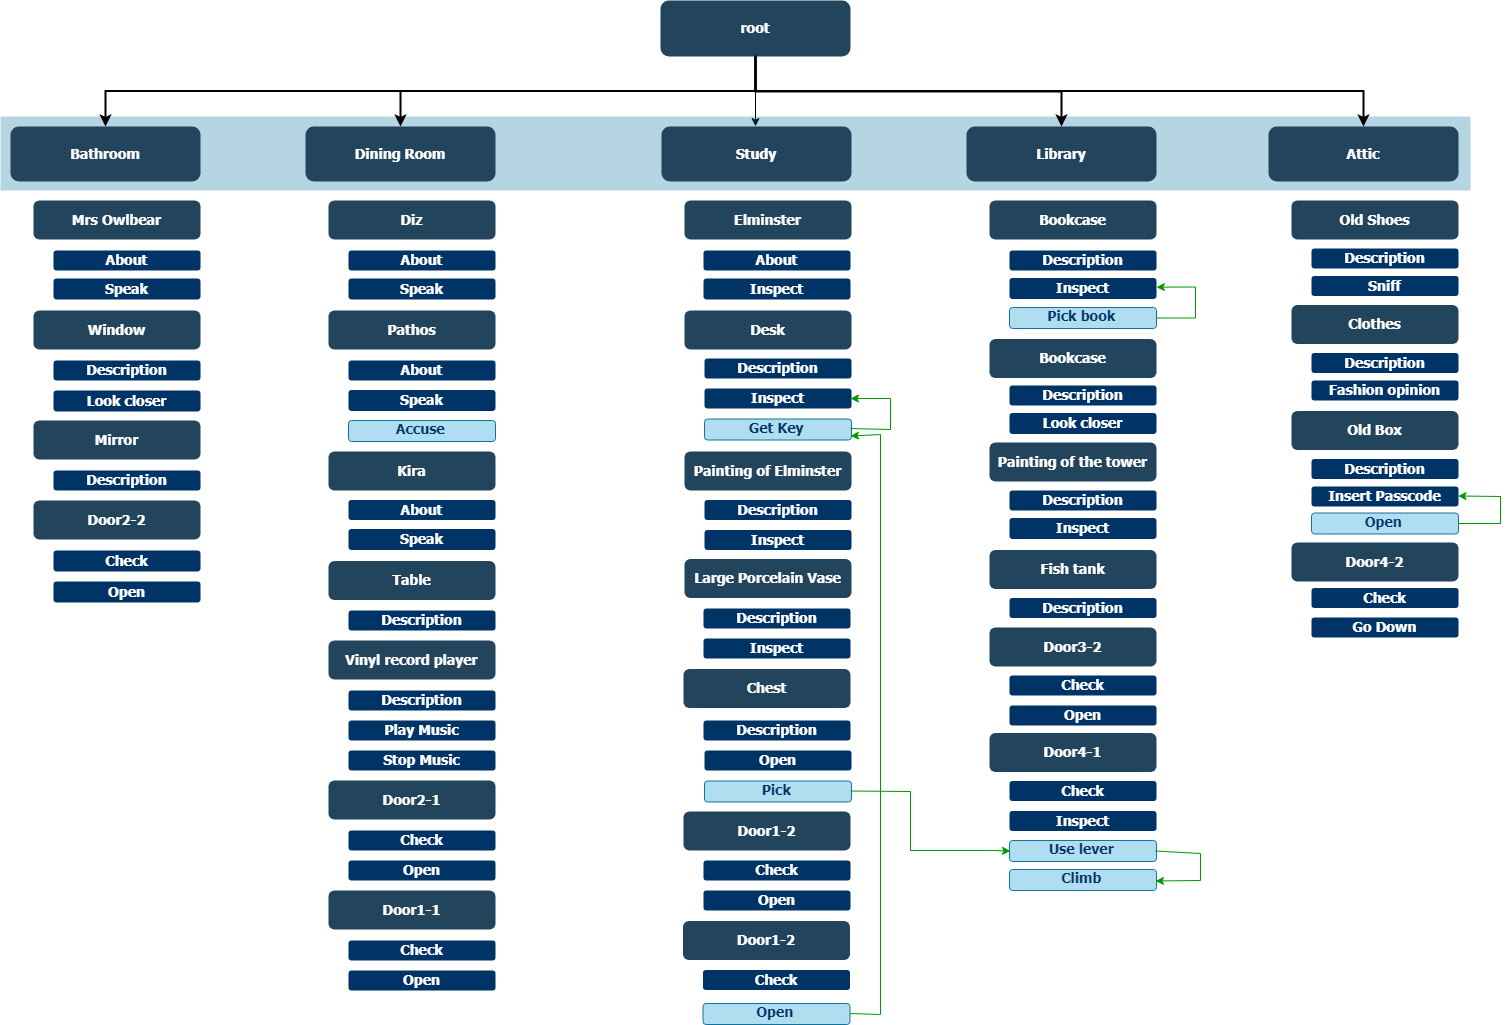 root
Bathroom
Dining Room
Study
Library
Attic
Mrs Owlbear
About
Speak
Window
Description
Look closer
Mirror
Description
Door2-2
Check
Open
Diz
About
Speak
Pathos
About
Speak
Accuse
Kira
About
Speak
Table
Description
Vinyl record player
Description
Play Music
Stop Music
Door2-1
Check
Open
Door1-1
Check
Open
Elminster
About
Inspect
Desk
Description
Inspect
Get Key
Painting of Elminster
Description
Inspect
Large Porcelain Vase
Description
Inspect
Chest
Description
Open
Pick
Door1-2
Check
Open
Door1-2
Check
Open
Bookcase
Description
Inspect
Pick book
Bookcase
Description
Look closer
Painting of the tower
Description
Inspect
Fish tank
Description
Door3-2
Check
Open
Door4-1
Check
Inspect
Use lever
Climb
Old Shoes
Description
Sniff
Clothes
Description
Fashion opinion
Old Box
Description
Insert Passcode
Open
Door4-2
Check
Go Down